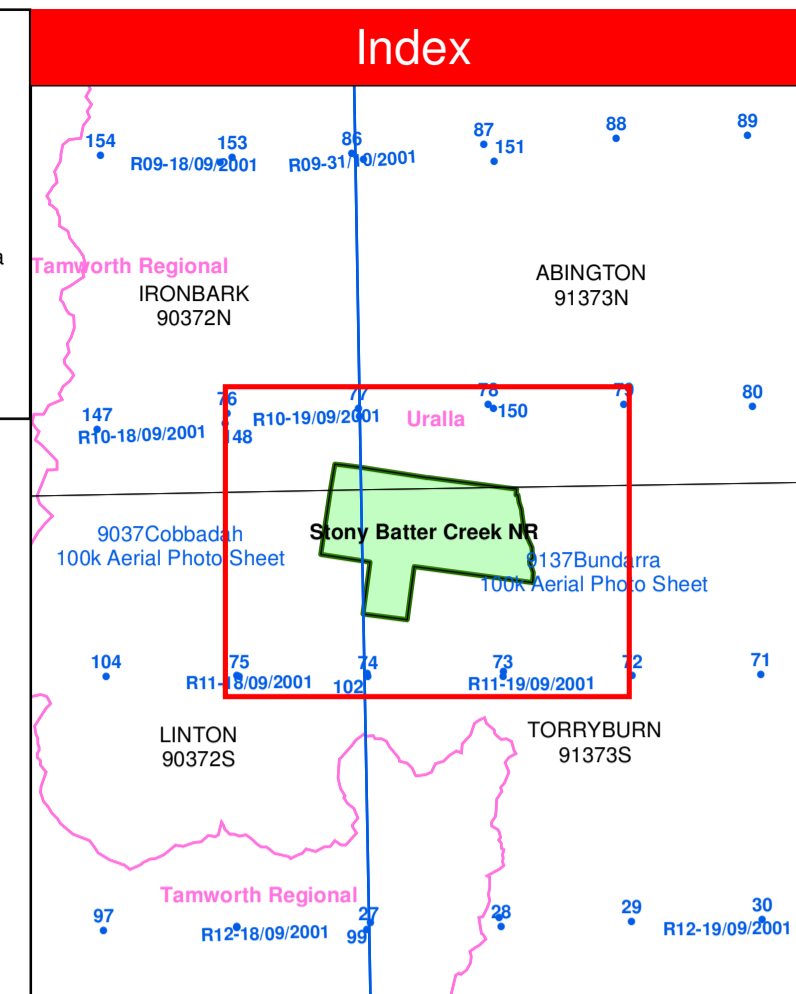 Index
154
153
86
87
88
89
151
R09-18/09/2001
R09-31/10/2001
a
Tamworth Regional
IRONBARK
90372N
ABINGTON
91373N
76
77
78
79
80
147
R10-18/09/2001
148
R10-19/09/2001
Uralla
150
Stony Batter Creek NR
9037Cobbadah
100k Aerial Photo Sheet
9137Bundarra
100k Aerial Photo Sheet
104
75
74
73
72
71
R11-18/09/2001
102
R11-19/09/2001
LINTON
90372S
TORRYBURN
91373S
Tamworth Regional
97
27
28
29
30
R12-18/09/2001
99
R12-19/09/2001